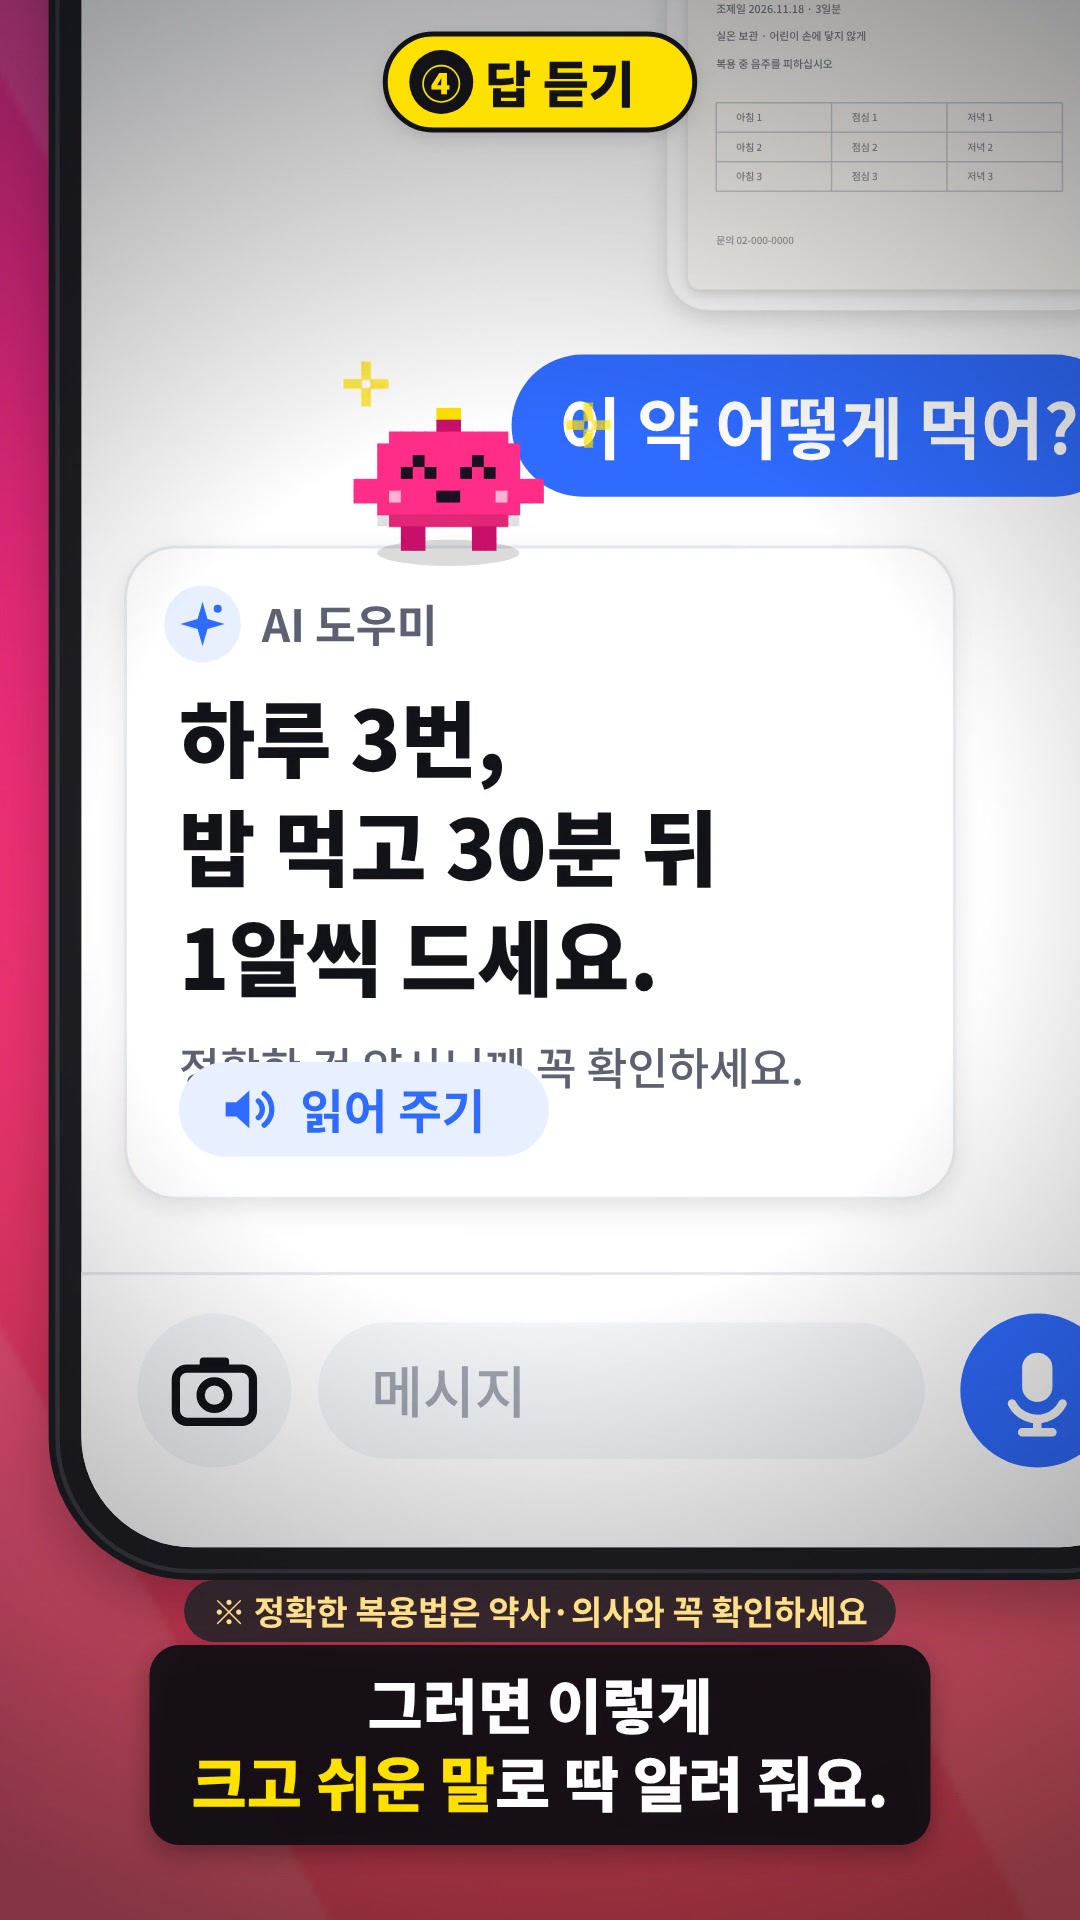 조제일 2026.11.18 · 3일분
실온 보관 · 어린이 손에 닿지 않게
복용 중 음주를 피하십시오
④ 답 듣기
아침 1 점심 1 저녁 1
아침 2 점심 2 저녁 2
아침 3 점심 3 저녁 3
문의 02-000-0000
이 약 어떻게 먹어?
AI 도우미
하루 3번,
밥 먹고 30분 뒤
1알씩 드세요.
꼭 확인하세요.
읽어 주기
메시지
※ 정확한 복용법은 약사·의사와 꼭 확인하세요
그러면 이렇게
크고 쉬운 말로 딱 알려 줘요.